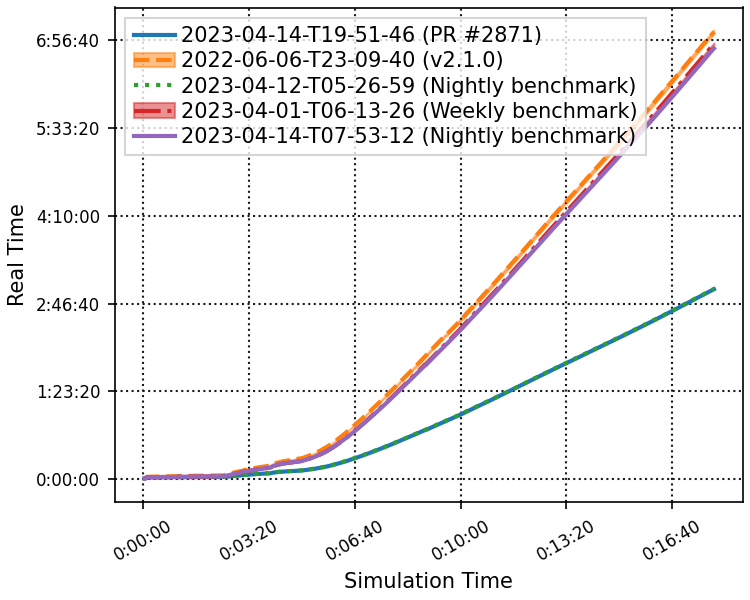 2023-04-14-T19-51-46 (PR #2871)
2022-06-06-T23-09-40 (v2.1.0)
2023-04-12-T05-26-59 (Nightly benchmark)
2023-04-01-T06-13-26 (Weekly benchmark)
2023-04-14-T07-53-12 (Nightly benchmark)
6:56:40
5:33:20
4:10:00
2:46:40
1:23:20
0:00:00
Real Time
0:00:00
0:03:20
0:06:40
0:10:00
0:13:20
0:16:40
Simulation Time